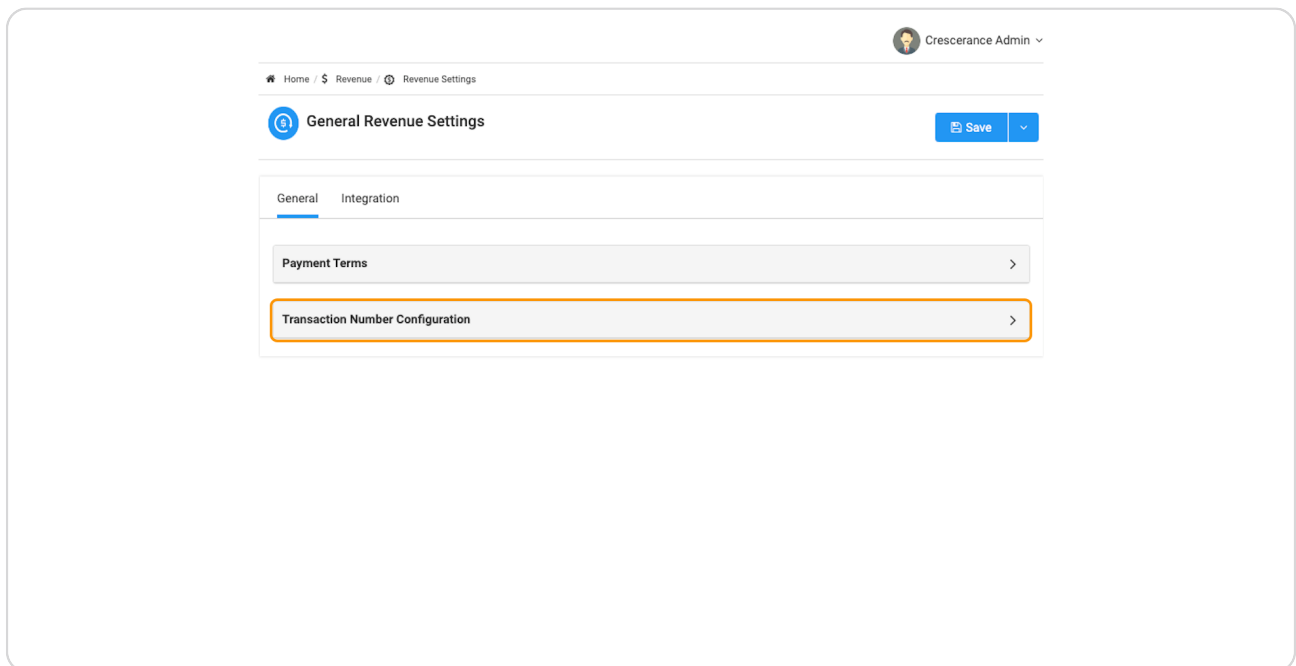 Crescerance Admin
Home / $ Revenue / Revenue Settings
General Revenue Settings
Save
General Integration
Payment Terms
Transaction Number Configuration